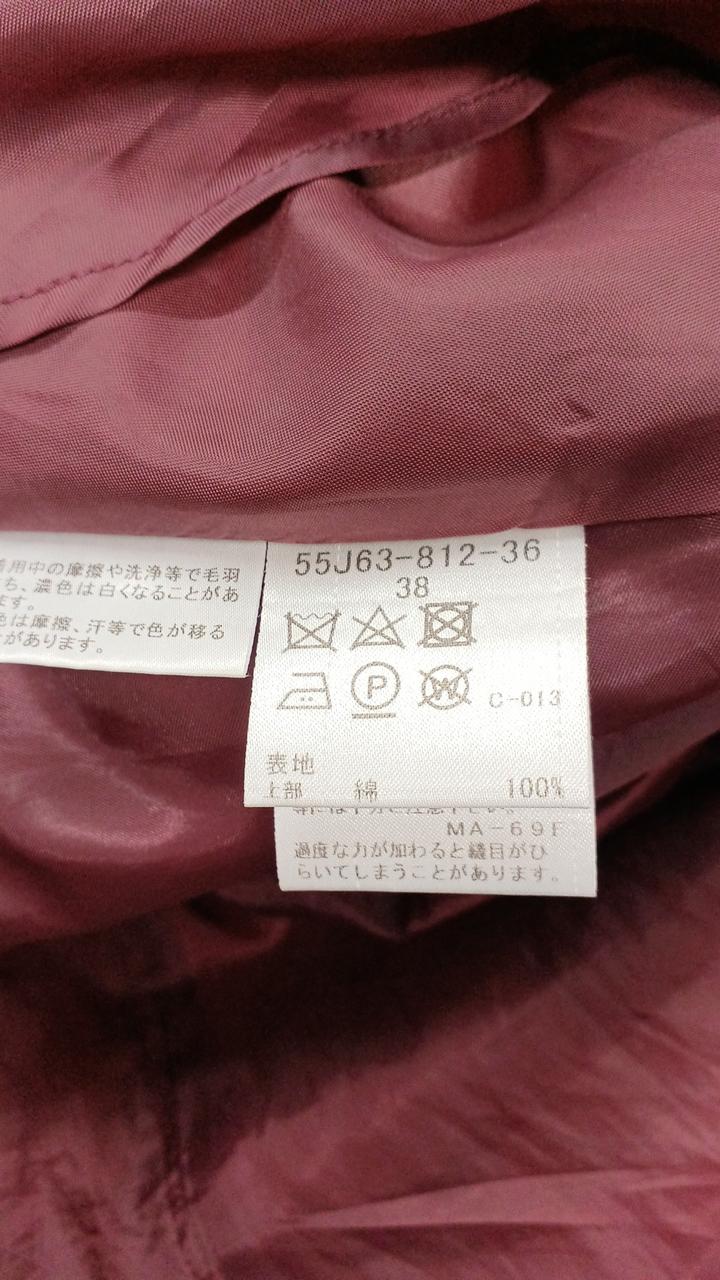 着用中の摩擦や洗浄等で毛羽
ち、濃色は白くなることがあ
ます。
色は摩擦、汗等で色が移る
があります。
55J63-812-36
38
P
W
C-013
表地
上部 綿 100%
MA-69F
過度な力が加わると縫目がひ
らいてしまうことがあります。